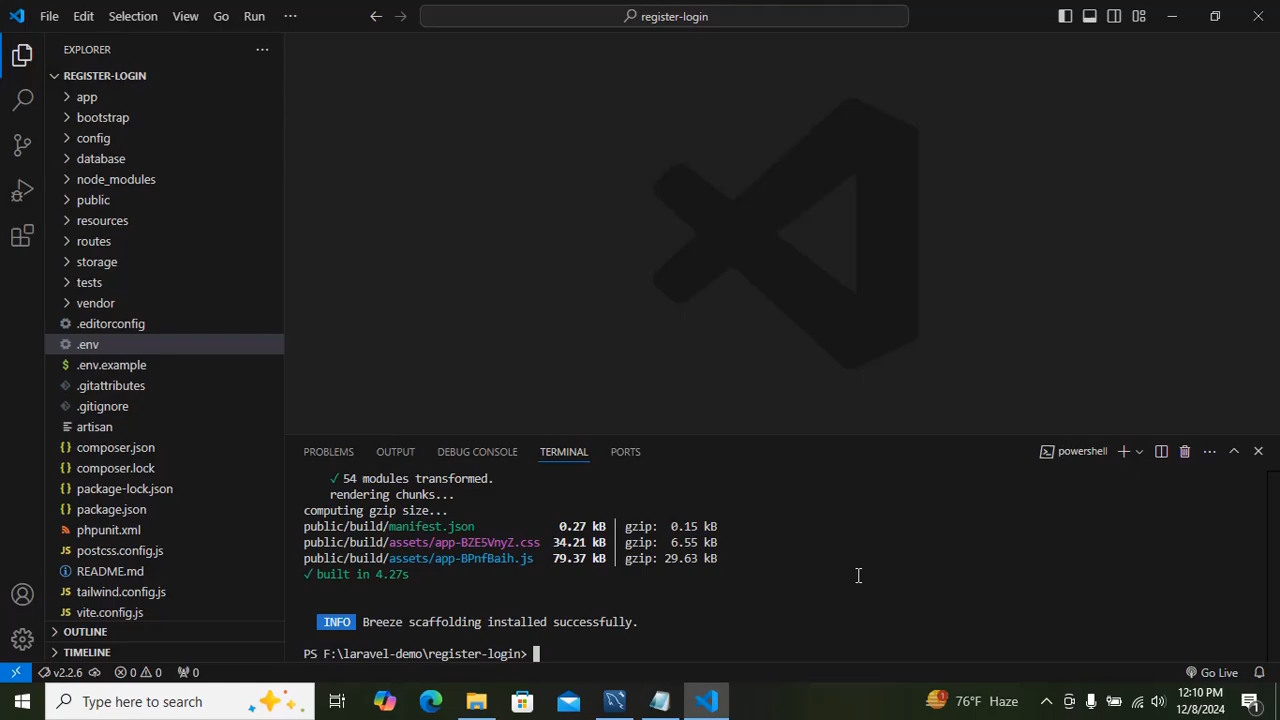 File Edit Selection View Go Run ··· register-login
EXPLORER ···
REGISTER-LOGIN
app
bootstrap
config
database
node_modules
public
resources
routes
storage
tests
vendor
.editorconfig
.env
$ .env.example
.gitattributes
.gitignore
artisan
{} composer.json
{} composer.lock
{} package-lock.json
{} package.json
phpunit.xml
postcss.config.js
README.md
tailwind.config.js
vite.config.js
OUTLINE
TIMELINE
PROBLEMS OUTPUT DEBUG CONSOLE TERMINAL PORTS powershell
✓ 54 modules transformed.
rendering chunks...
computing gzip size...
public/build/manifest.json 0.27 kB │ gzip: 0.15 kB
public/build/assets/app-BZE5VnyZ.css 34.21 kB │ gzip: 6.55 kB
public/build/assets/app-BPnfBaih.js 79.37 kB │ gzip: 29.63 kB
✓ built in 4.27s
INFO Breeze scaffolding installed successfully.
PS F:\laravel-demo\register-login>
v2.2.6 0 0 0 Go Live
Type here to search 1 76°F Haze 12:10 PM
12/8/2024 1